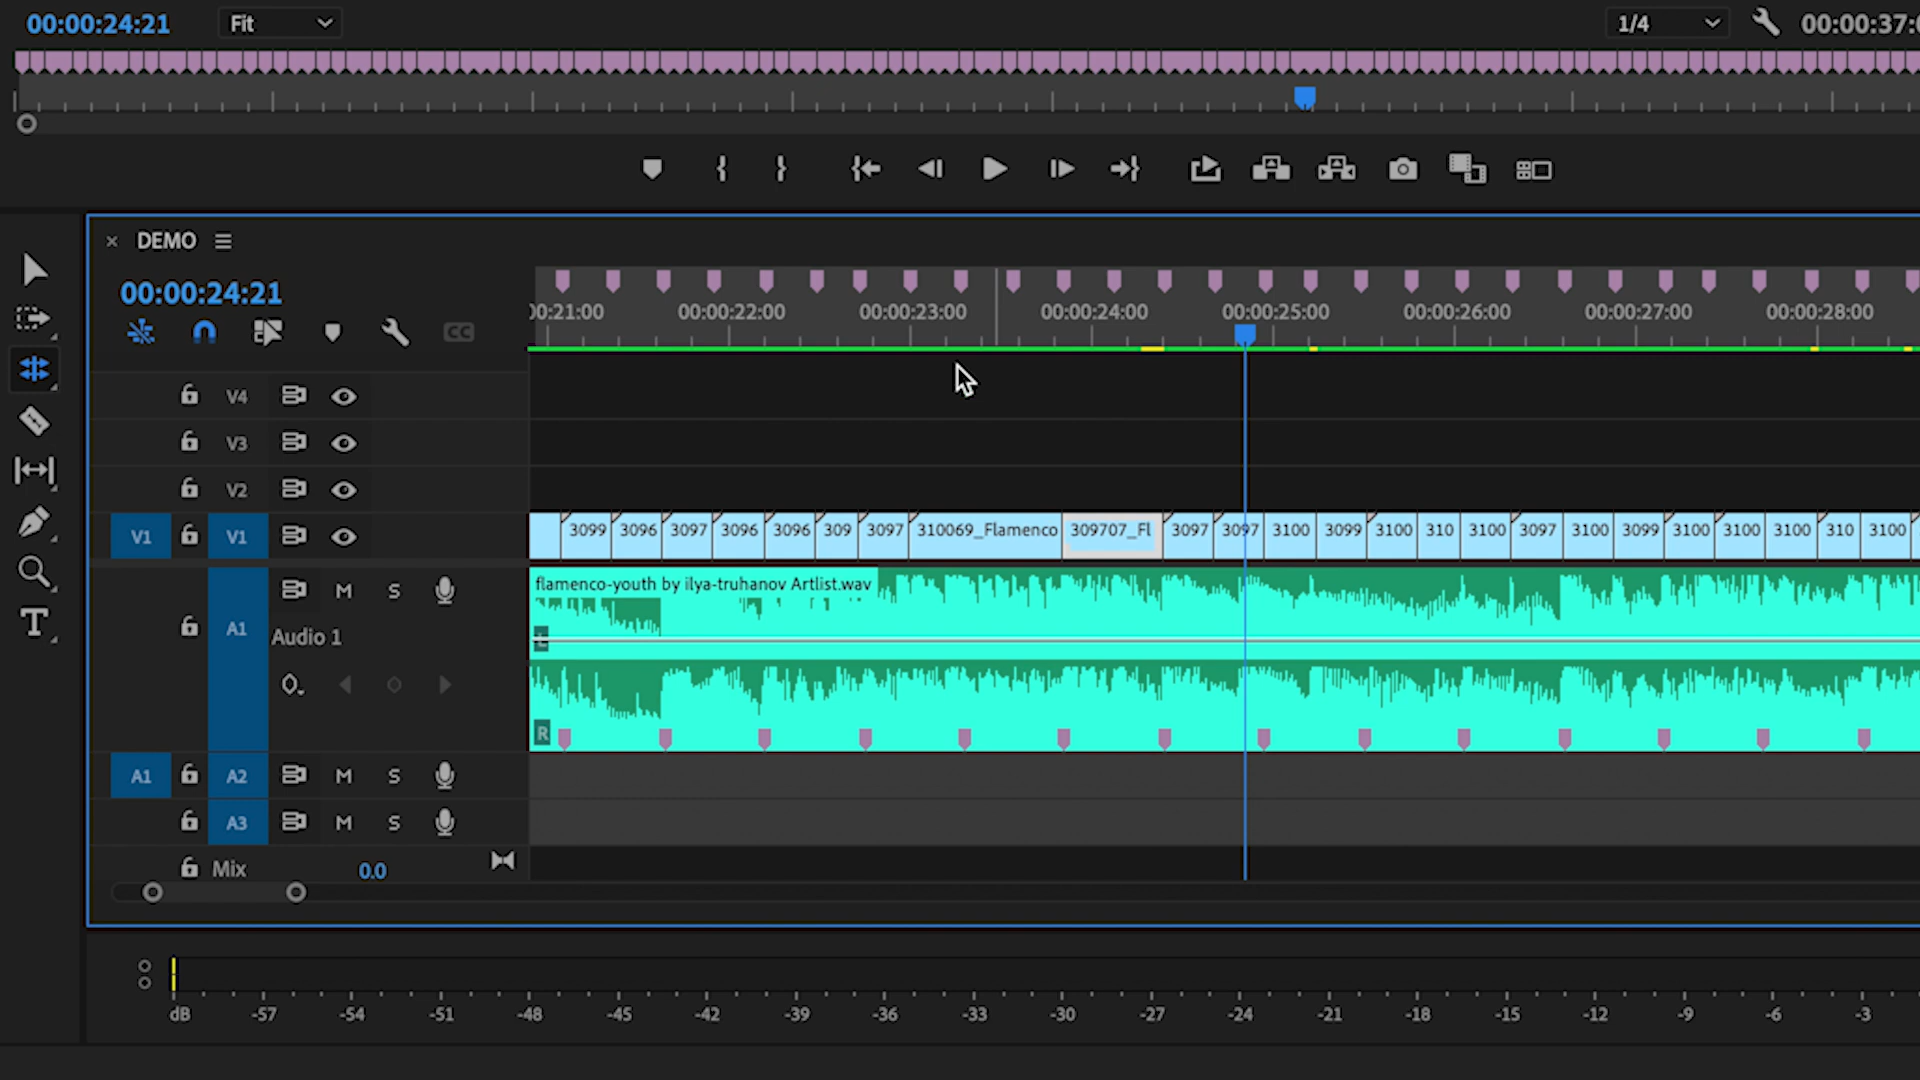 00:00:24:21 Fit 1/4 00:00:37:
DEMO
00:00:24:21
0:21:00 00:00:22:00 00:00:23:00 00:00:24:00 00:00:25:00 00:00:26:00 00:00:27:00 00:00:28:00
CC
V4
V3
V2
V1 V1 3099 3096 3097 3096 3096 309 3097 310069_Flamenco 309707_Fl 3097 3097 3100 3099 3100 310 3100 3097 3100 3099 3100 3100 3100 310 3100
flamenco-youth by ilya-truhanov Artlist.wav
M S
A1
Audio 1
L
R
A1 A2 M S
A3 M S
Mix 0.0
T
dB -57 -54 -51 -48 -45 -42 -39 -36 -33 -30 -27 -24 -21 -18 -15 -12 -9 -6 -3